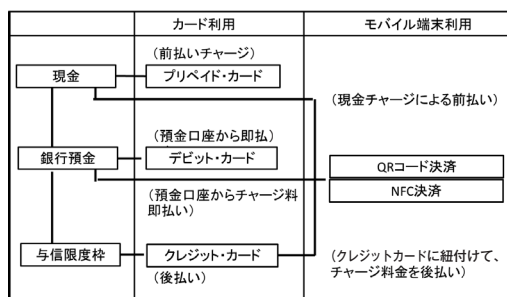 カード利用
モバイル端末利用
(前払いチャージ)
現金
プリペイド・カード
(現金チャージによる前払い)
(預金口座から即払)
銀行預金
デビット・カード
QRコード決済
NFC決済
(預金口座からチャージ料
即払い)
与信限度枠
クレジット・カード
(後払い)
(クレジットカードに紐付けて、
チャージ料金を後払い)